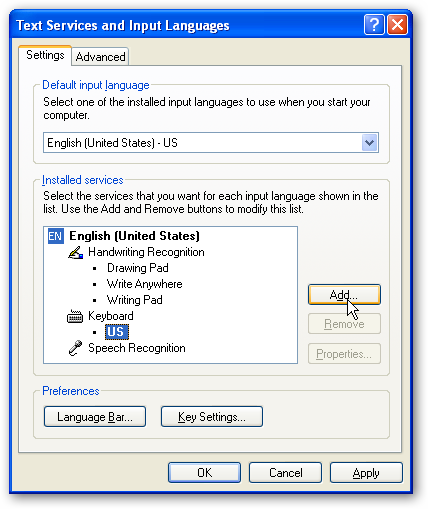 Text Services and Input Languages
Settings
Advanced
Default input language
Select one of the installed input languages to use when you start your
computer.
English (United States) - US
Installed services
Select the services that you want for each input language shown in the
list. Use the Add and Remove buttons to modify this list.
EN English (United States)
Handwriting Recognition
• Drawing Pad
• Write Anywhere
• Writing Pad
Keyboard
• US
Speech Recognition
Add...
Remove
Properties...
Preferences
Language Bar...
Key Settings...
OK
Cancel
Apply